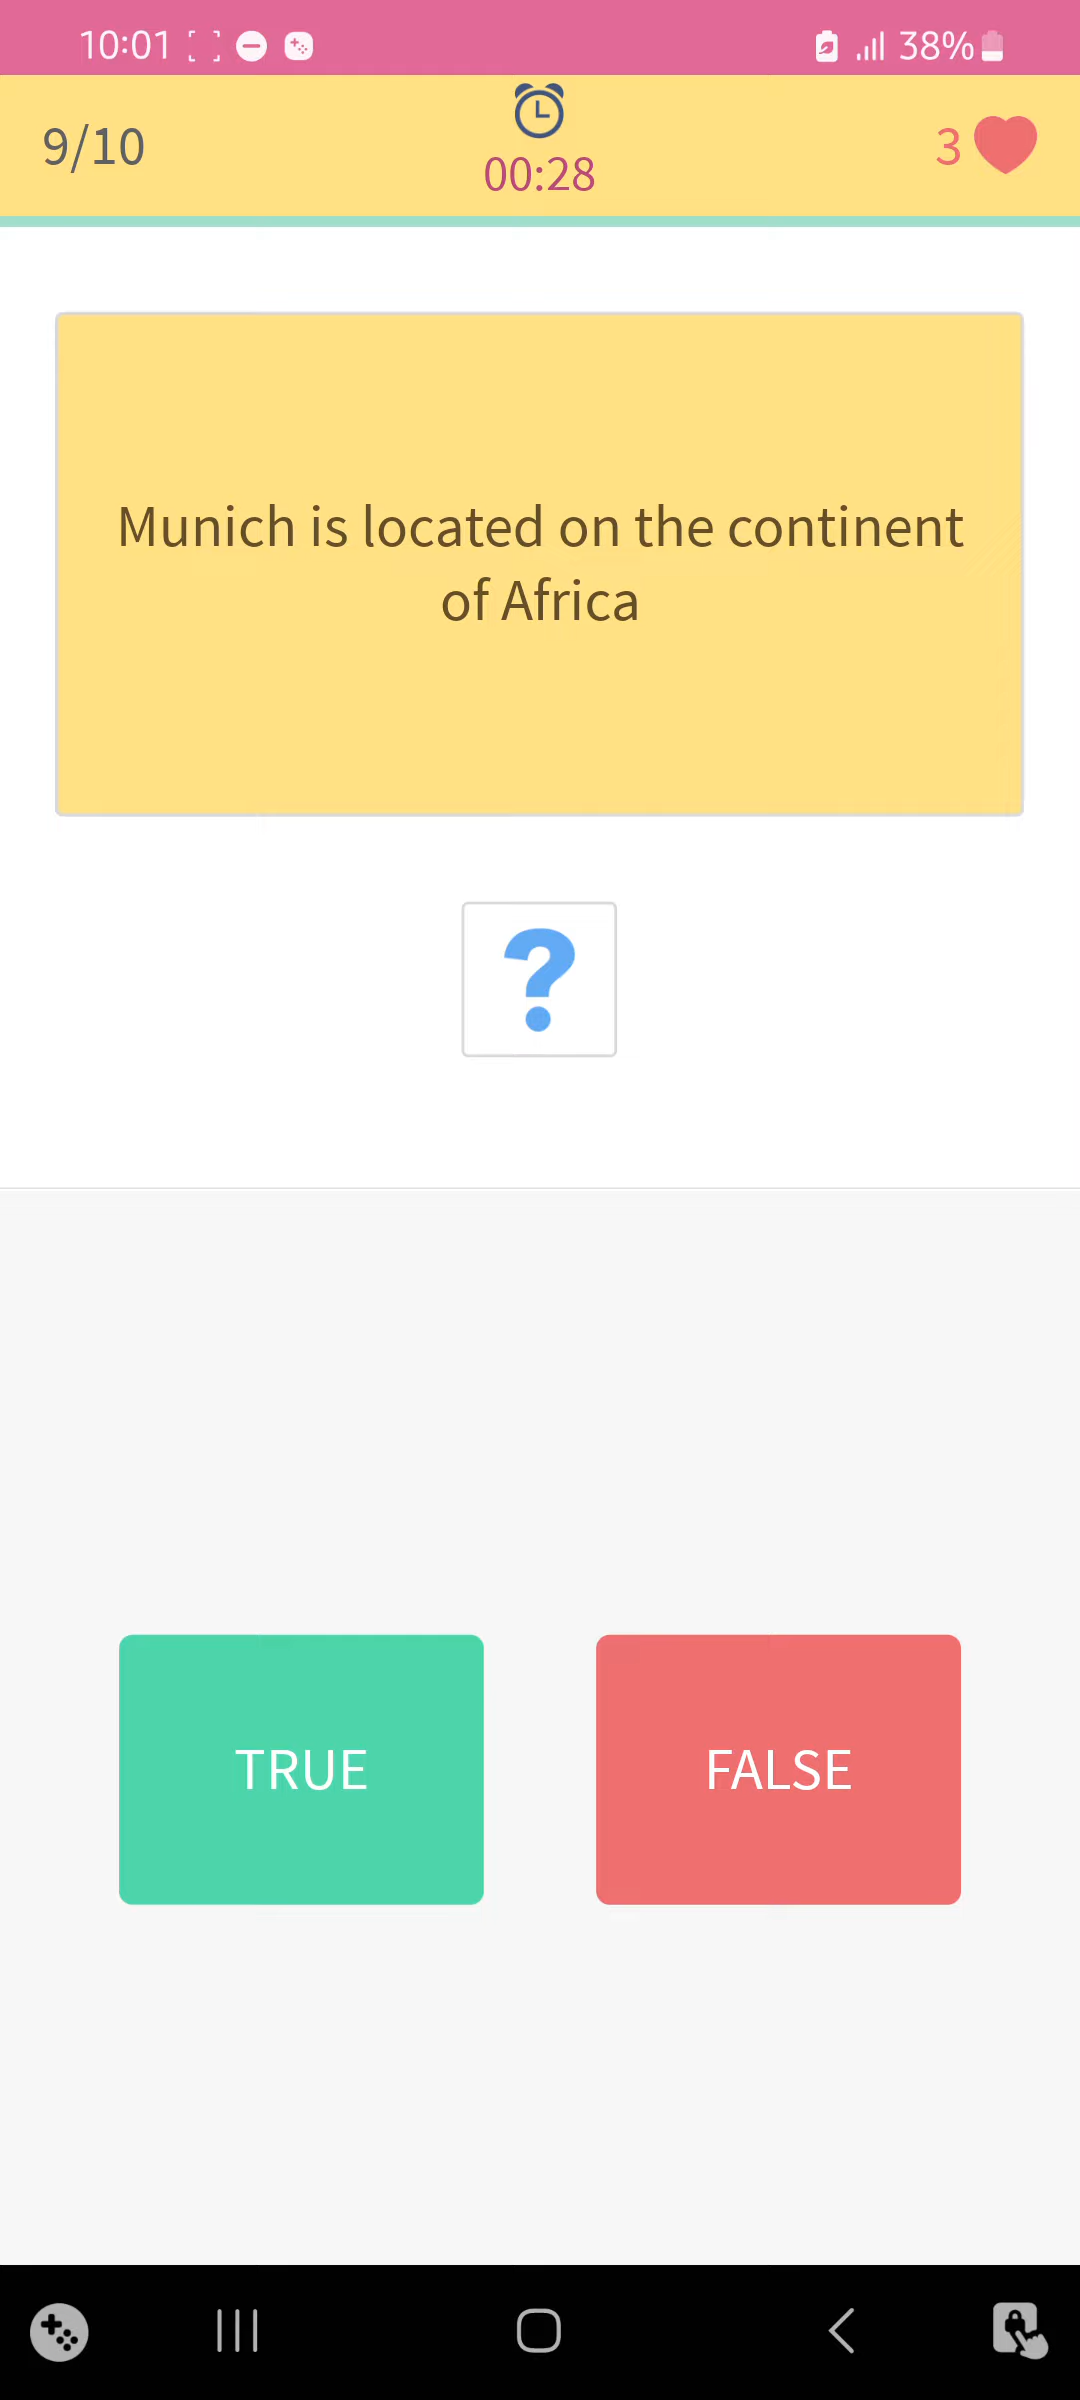 10:01
38%
9/10
00:28
3
Munich is located on the continent
of Africa
?
TRUE
FALSE